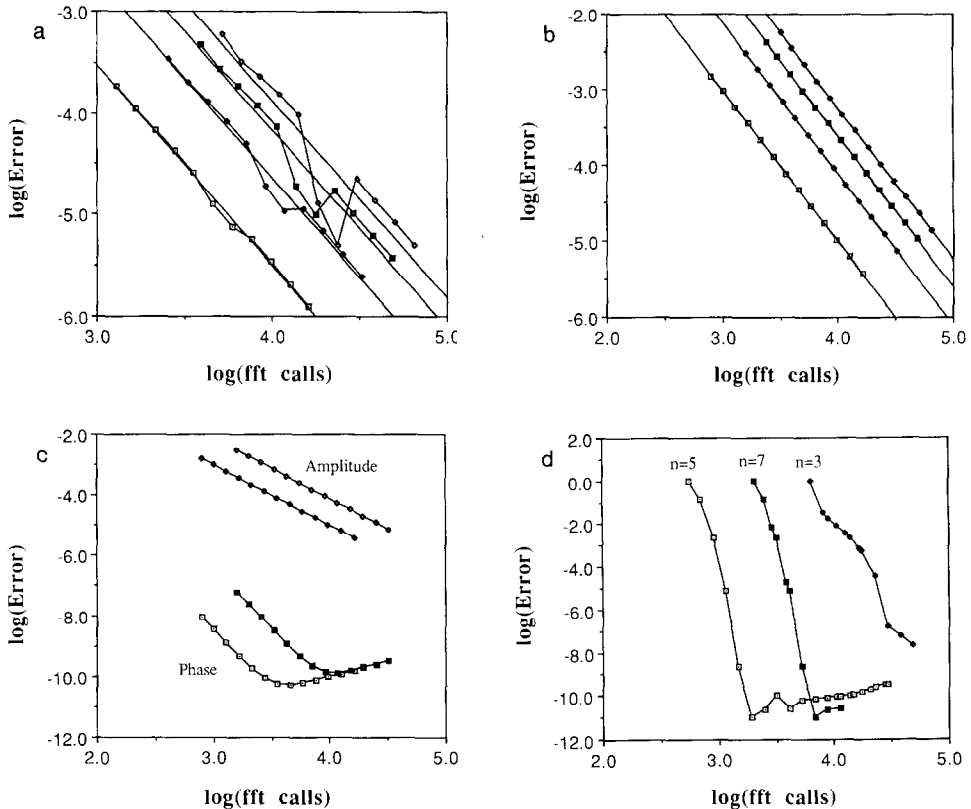 a
log(Error)
-3.0
-4.0
-5.0
-6.0
3.0
4.0
5.0
log(fft calls)
b
log(Error)
-2.0
-3.0
-4.0
-5.0
-6.0
2.0
3.0
4.0
5.0
log(fft calls)
c
log(Error)
-2.0
-4.0
-6.0
-8.0
-10.0
-12.0
Amplitude
Phase
2.0
3.0
4.0
5.0
log(fft calls)
d
log(Error)
2.0
0.0
-2.0
-4.0
-6.0
-8.0
-10.0
-12.0
n=5
n=7
n=3
2.0
3.0
4.0
5.0
log(fft calls)